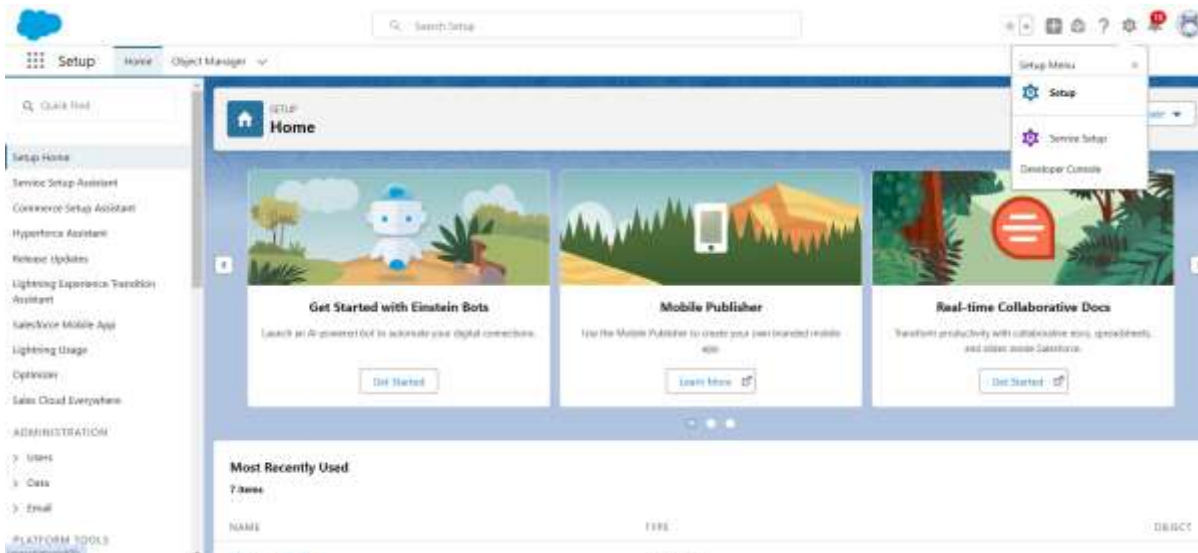 Search Setup
15
Setup Home Object Manager
Setup Menu
Setup
Service Setup
Developer Console
Quick Find
SETUP
Home
Setup Home
Service Setup Assistant
Commerce Setup Assistant
Hyperforce Assistant
Release Updates
Lightning Experience Transition
Assistant
Salesforce Mobile App
Lightning Usage
Optimizer
Sales Cloud Everywhere
ADMINISTRATION
Users
Data
Email
PLATFORM TOOLS
Get Started with Einstein Bots
Launch an AI-powered bot to automate your digital connections.
Get Started
Mobile Publisher
Use the Mobile Publisher to create your own branded mobile
app.
Learn More
Real-time Collaborative Docs
Transform productivity with collaborative docs, spreadsheets,
and slides inside Salesforce.
Get Started
Most Recently Used
7 items
NAME TYPE OBJECT